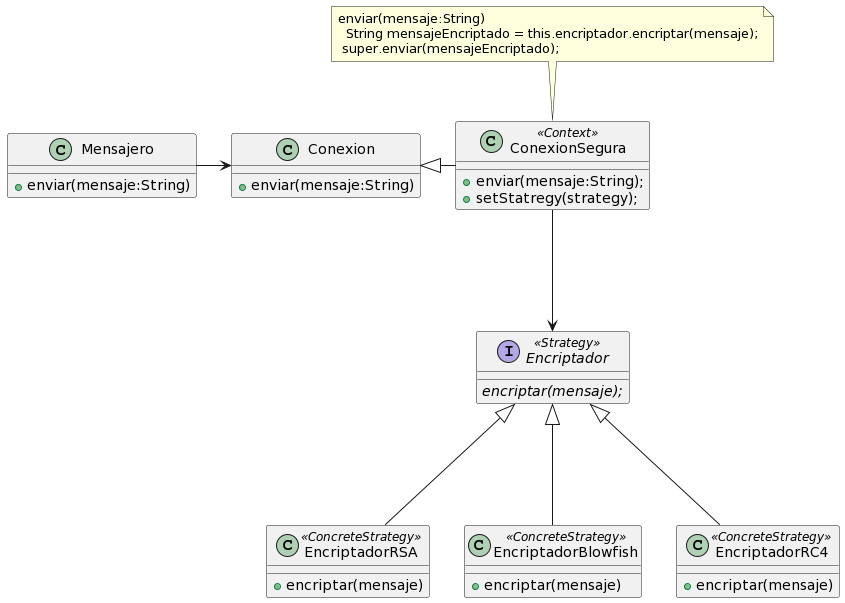 enviar(mensaje:String)
String mensajeEncriptado = this.encriptador.encriptar(mensaje);
super.enviar(mensajeEncriptado);
C Mensajero
enviar(mensaje:String)
C Conexion
enviar(mensaje:String)
C «Context»
ConexionSegura
enviar(mensaje:String);
setStatregy(strategy);
I «Strategy»
Encriptador
encriptar(mensaje);
C «ConcreteStrategy»
EncriptadorRSA
encriptar(mensaje)
C «ConcreteStrategy»
EncriptadorBlowfish
encriptar(mensaje)
C «ConcreteStrategy»
EncriptadorRC4
encriptar(mensaje)